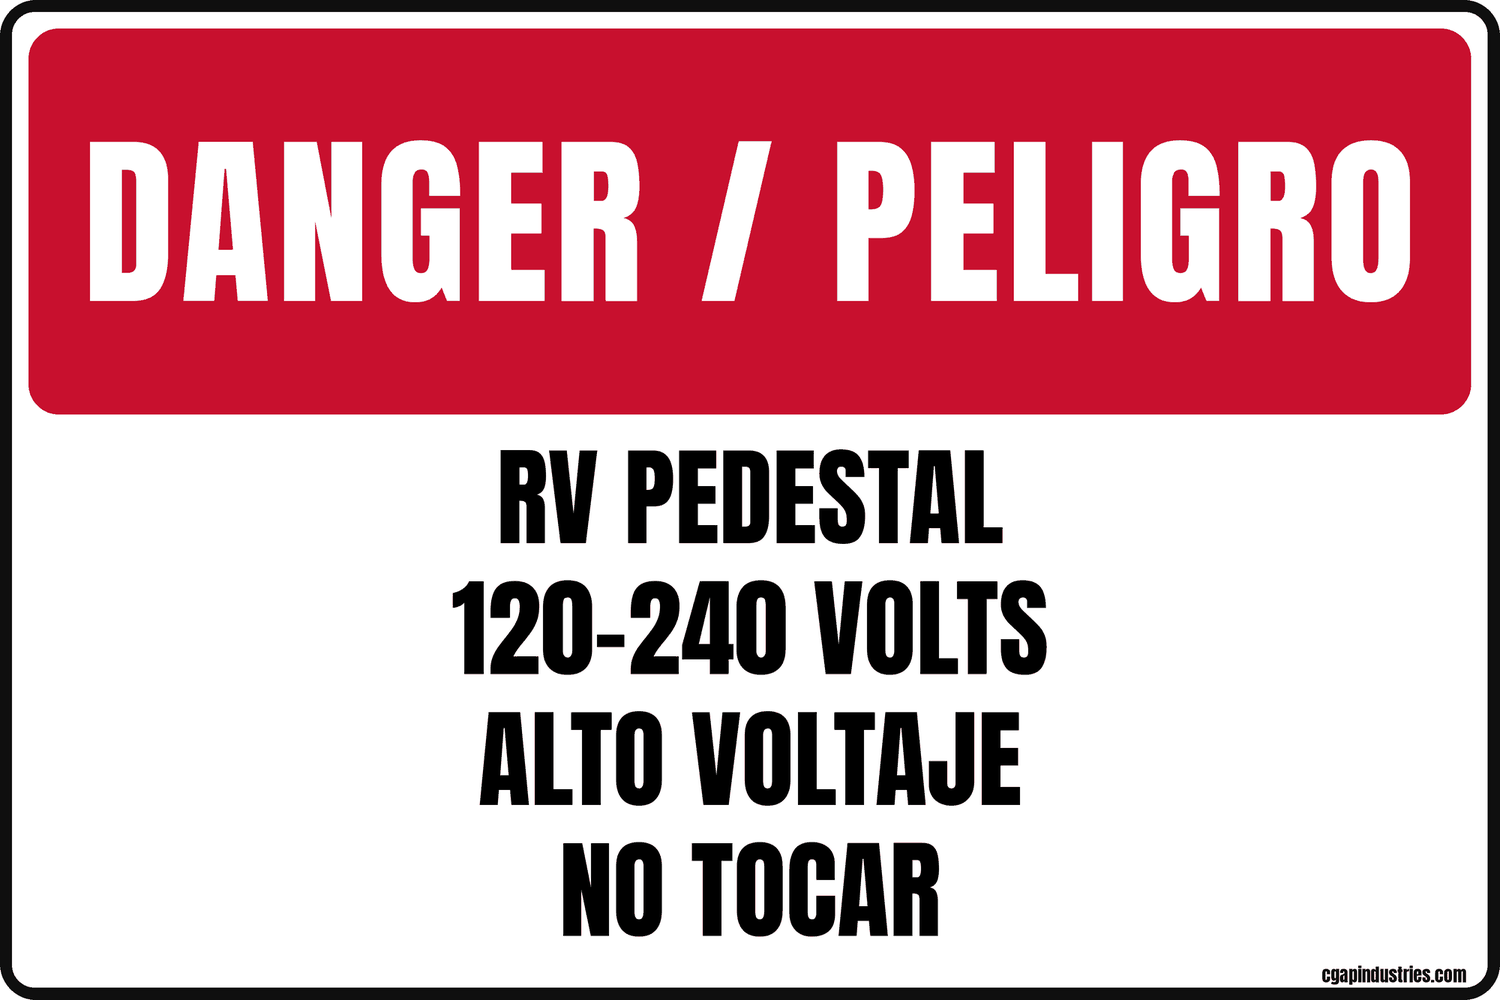 DANGER / PELIGRO
RV PEDESTAL
120-240 VOLTS
ALTO VOLTAJE
NO TOCAR
cgapindustries.com